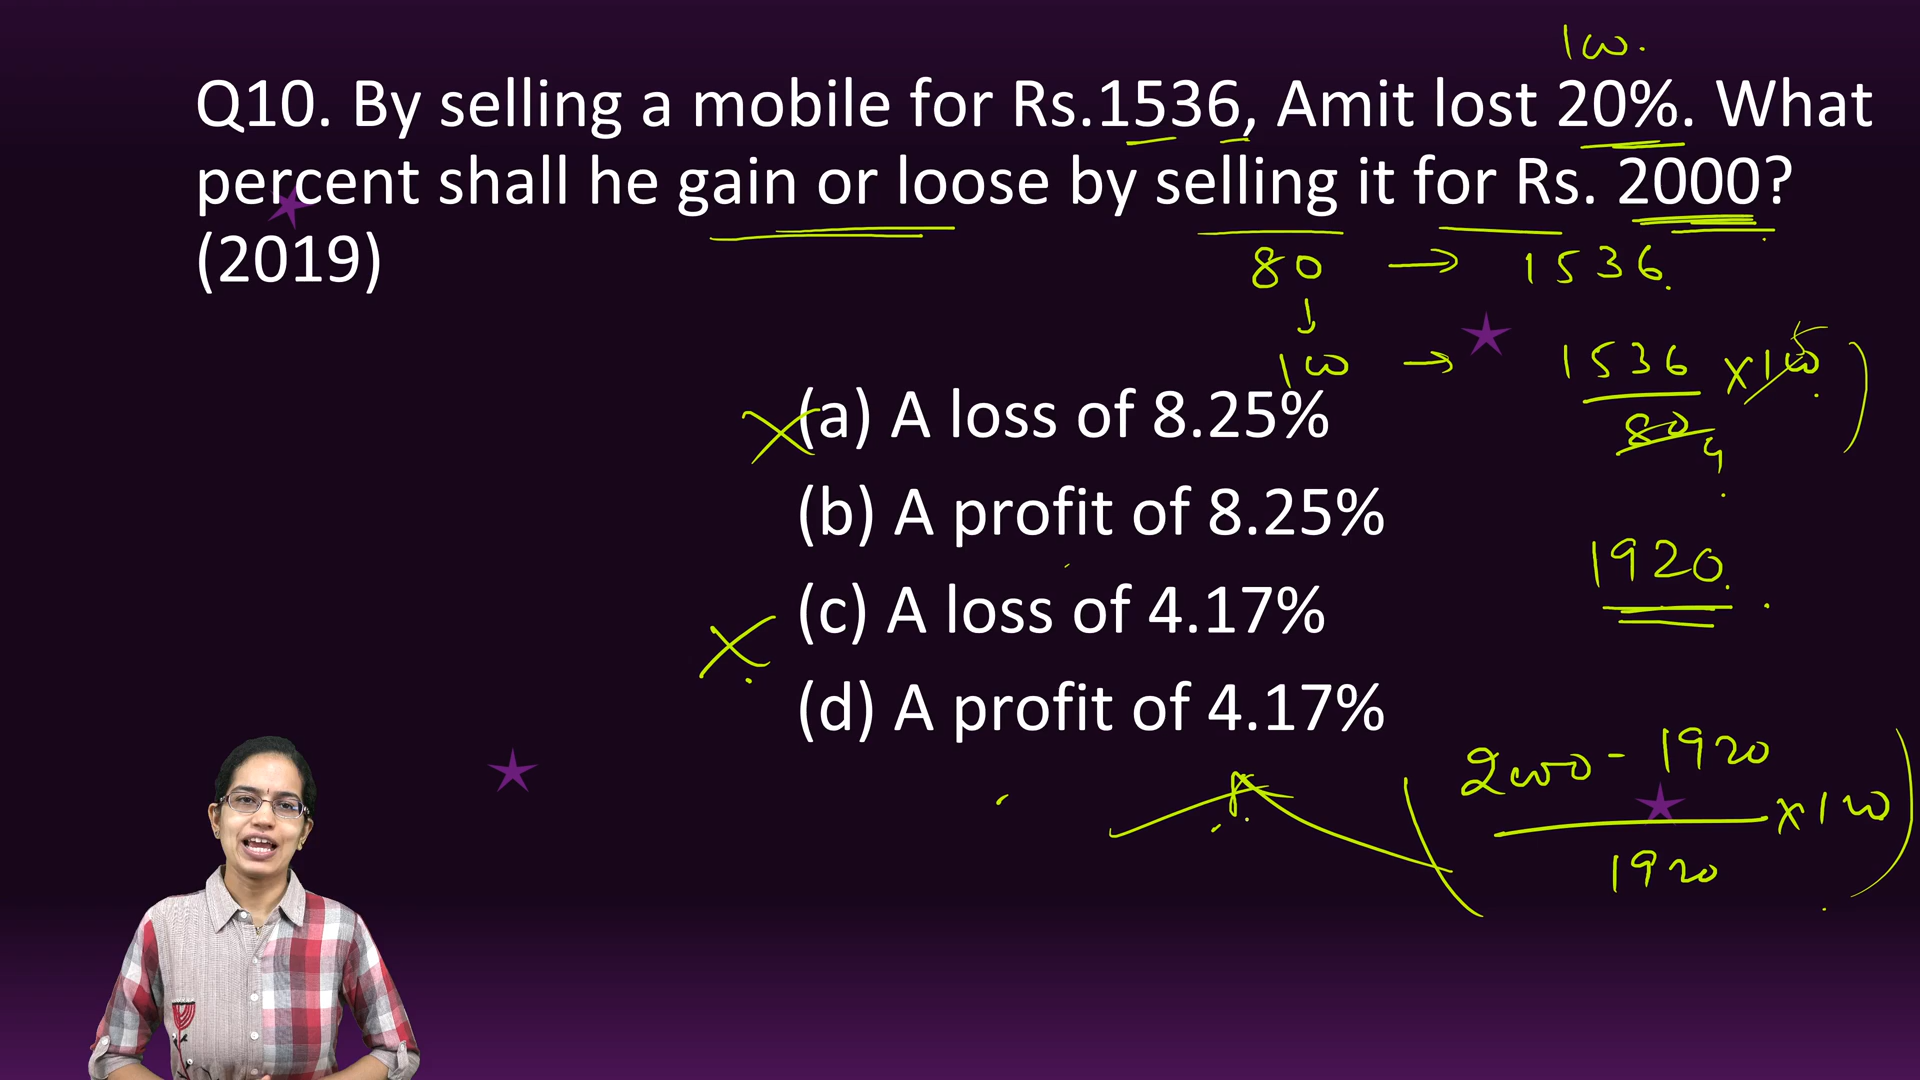 100.
Q10. By selling a mobile for Rs.1536, Amit lost 20%. What
percent shall he gain or loose by selling it for Rs. 2000?
(2019)
80 → 1536
↓
100 → 1536 × 100
80
5
4
(a) A loss of 8.25%
(b) A profit of 8.25%
1920
(c) A loss of 4.17%
(d) A profit of 4.17%
2000 - 1920
× 100
1920